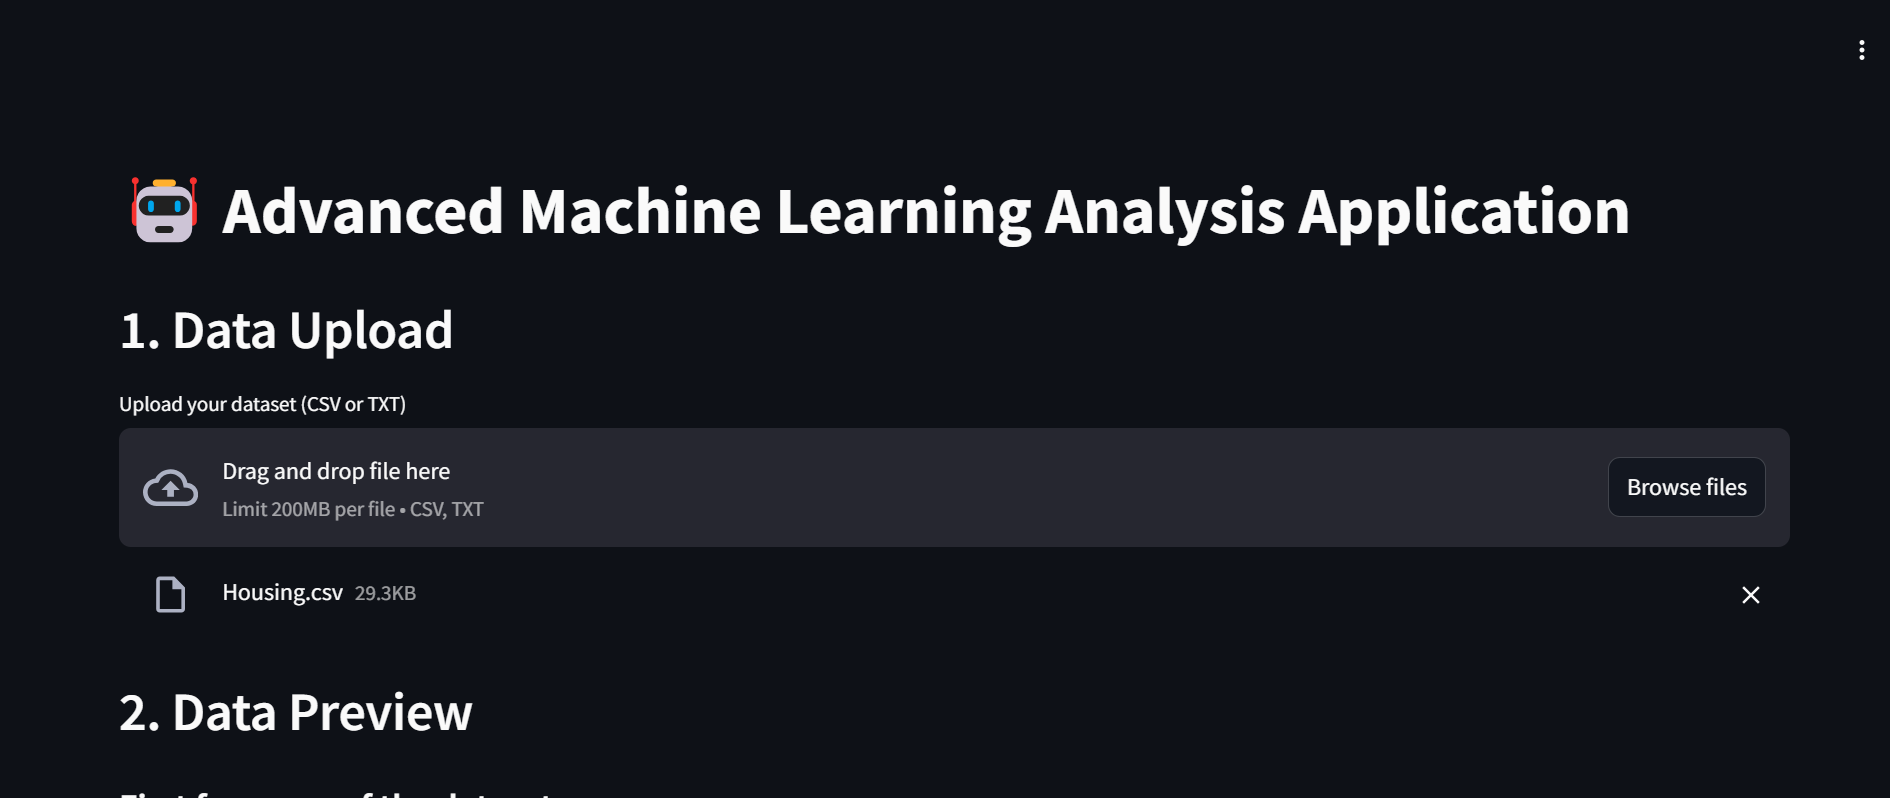 Advanced Machine Learning Analysis Application
1. Data Upload
Upload your dataset (CSV or TXT)
Drag and drop file here
Limit 200MB per file • CSV, TXT
Browse files
Housing.csv 29.3KB
2. Data Preview